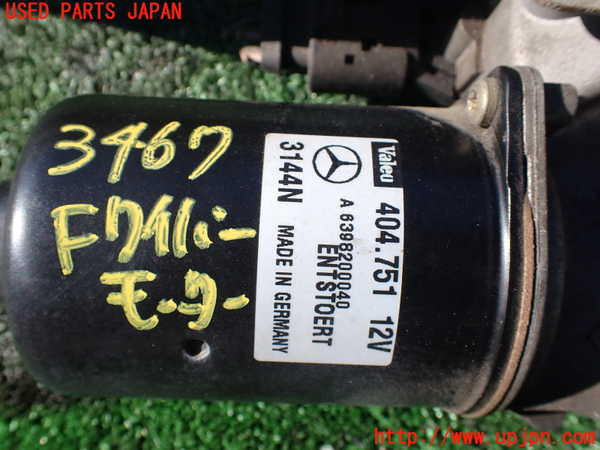 USED PARTS JAPAN
3467
Fワイパー
モーター
Valeo 404.751 12V
A 6398200040
ENTSTOERT
3144N MADE IN GERMANY
http://www.upjpn.com/